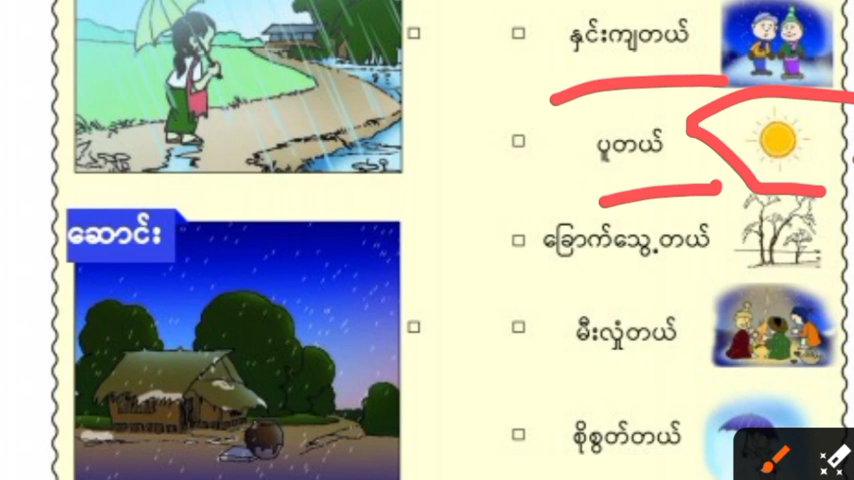 နှင်းကျတယ်
ပူတယ်
ဆောင်း
ခြောက်သွေ့တယ်
မီးလှုံတယ်
စိုစွတ်တယ်